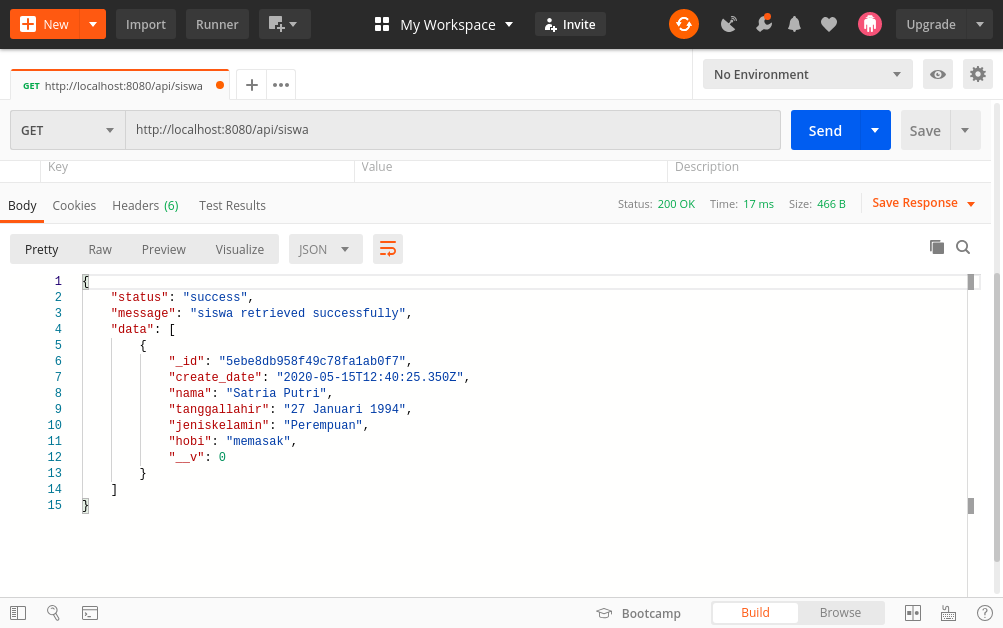 New Import Runner My Workspace Invite Upgrade
GET http://localhost:8080/api/siswa No Environment
GET http://localhost:8080/api/siswa Send Save
Key Value Description
Body Cookies Headers (6) Test Results Status: 200 OK Time: 17 ms Size: 466 B Save Response
Pretty Raw Preview Visualize JSON
1 {
2 "status": "success",
3 "message": "siswa retrieved successfully",
4 "data": [
5 {
6 "_id": "5ebe8db958f49c78fa1ab0f7",
7 "create_date": "2020-05-15T12:40:25.350Z",
8 "nama": "Satria Putri",
9 "tanggallahir": "27 Januari 1994",
10 "jeniskelamin": "Perempuan",
11 "hobi": "memasak",
12 "__v": 0
13 }
14 ]
15 }
Bootcamp Build Browse